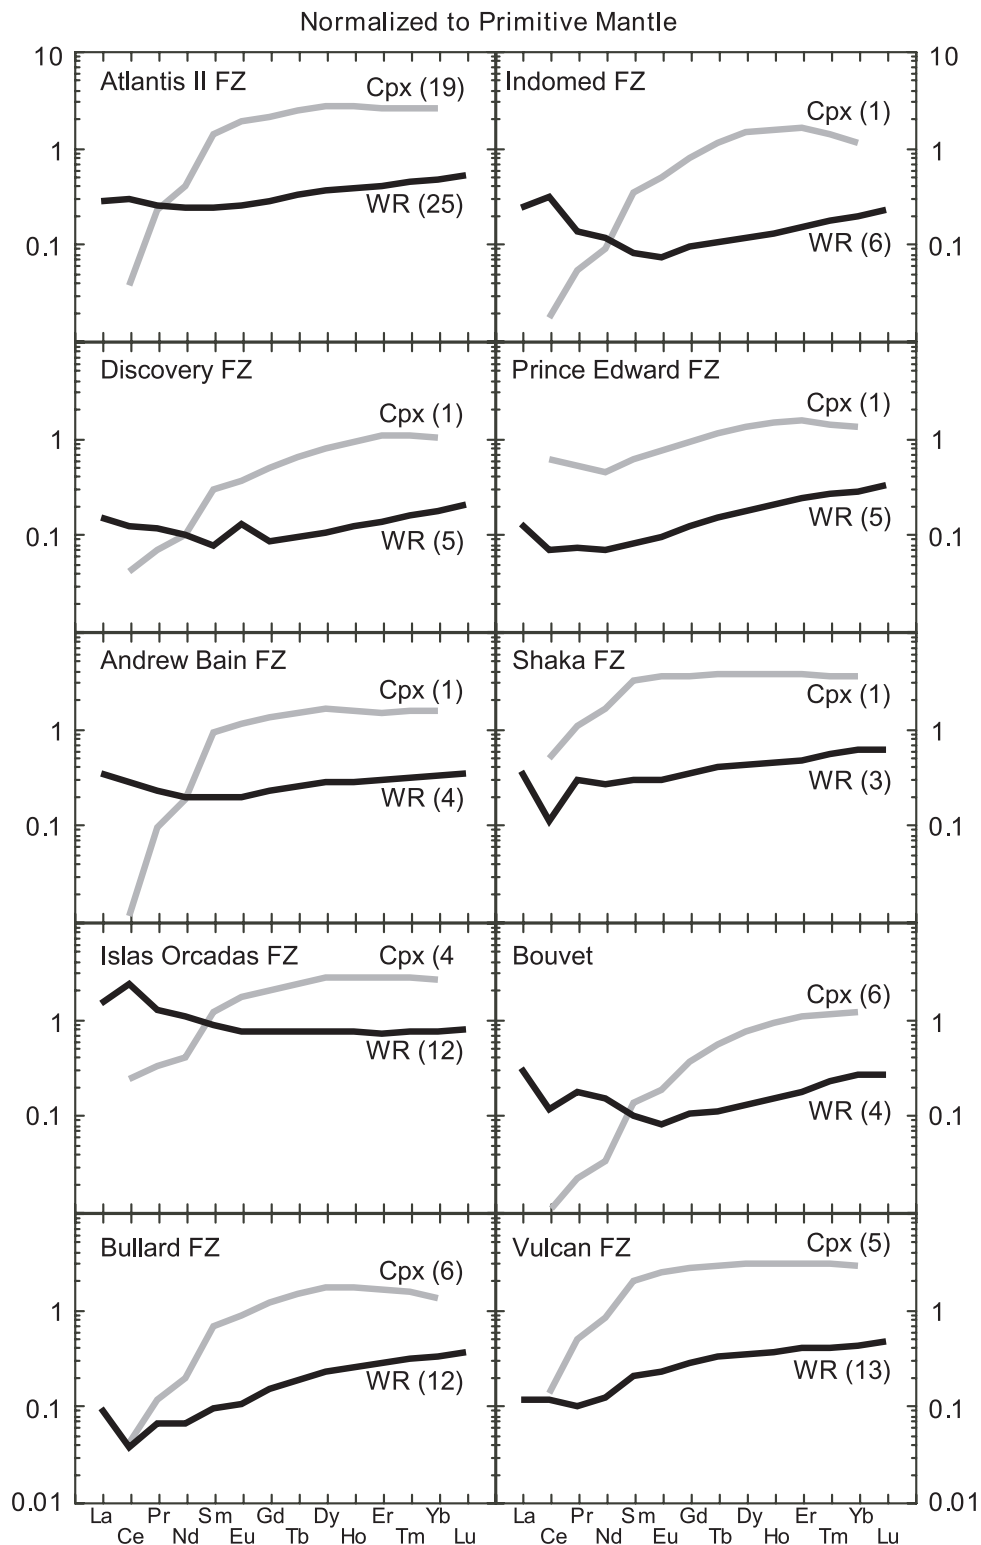 Normalized to Primitive Mantle
10 10
Atlantis II FZ Cpx (19) Indomed FZ Cpx (1)
1 1
WR (25) WR (6)
0.1 0.1
Discovery FZ Cpx (1) Prince Edward FZ Cpx (1)
1 1
0.1 WR (5) WR (5) 0.1
Andrew Bain FZ Cpx (1) Shaka FZ Cpx (1)
1 1
WR (4) WR (3)
0.1 0.1
Islas Orcadas FZ Cpx (4 Bouvet Cpx (6)
1 1
WR (12) WR (4)
0.1 0.1
Bullard FZ Cpx (6) Vulcan FZ Cpx (5)
1 1
WR (12) WR (13)
0.1 0.1
0.01 0.01
La Pr Sm Gd Dy Er Yb La Pr Sm Gd Dy Er Yb
Ce Nd Eu Tb Ho Tm Lu Ce Nd Eu Tb Ho Tm Lu